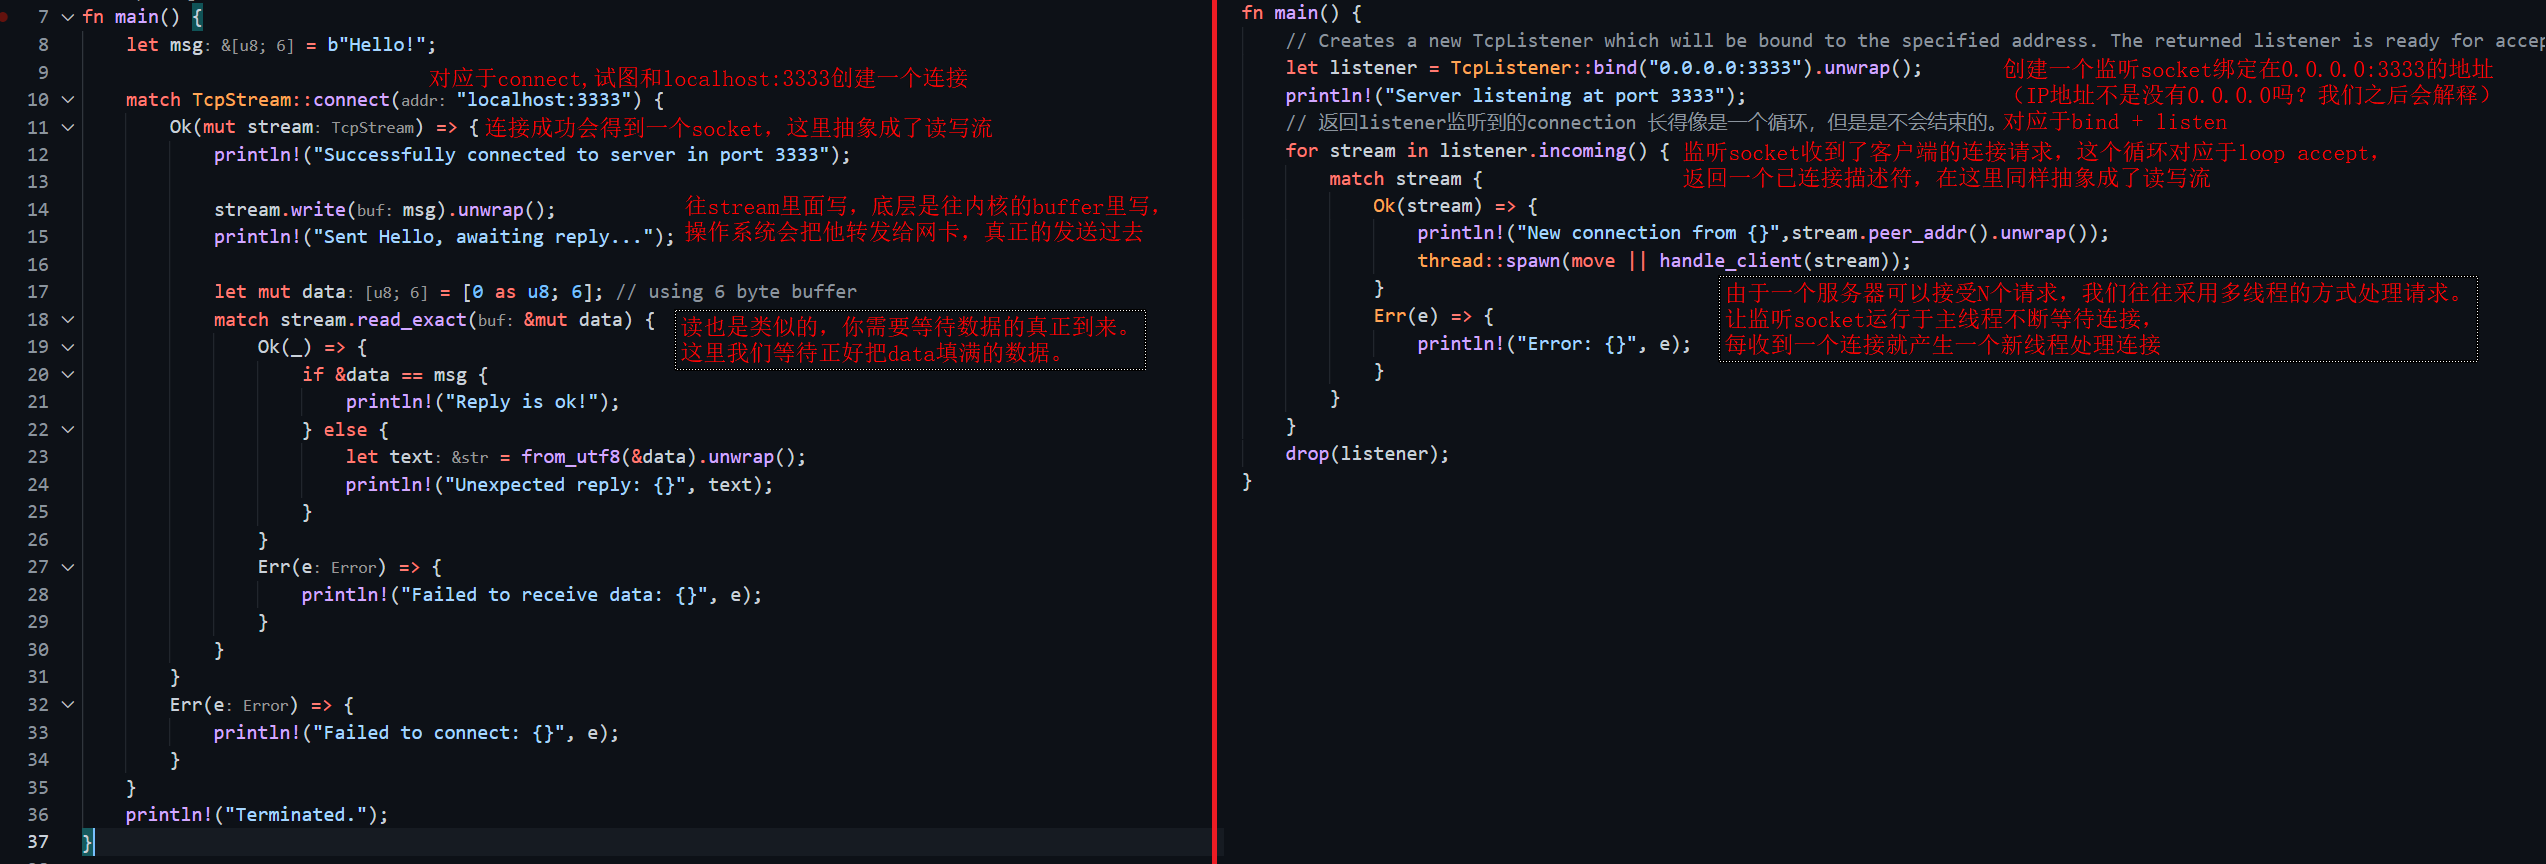 7 fn main() {
8 let msg: &[u8; 6] = b"Hello!";
9
对应于connect,试图和localhost:3333创建一个连接
10 match TcpStream::connect(addr: "localhost:3333") {
11 Ok(mut stream: TcpStream) => { 连接成功会得到一个socket，这里抽象成了读写流
12 println!("Successfully connected to server in port 3333");
13
14 stream.write(buf: msg).unwrap();
往stream里面写，底层是往内核的buffer里写，
15 println!("Sent Hello, awaiting reply...");
操作系统会把他转发给网卡，真正的发送过去
16
17 let mut data: [u8; 6] = [0 as u8; 6]; // using 6 byte buffer
18 match stream.read_exact(buf: &mut data) {
读也是类似的，你需要等待数据的真正到来。
19 Ok(_) => {
这里我们等待正好把data填满的数据。
20 if &data == msg {
21 println!("Reply is ok!");
22 } else {
23 let text: &str = from_utf8(&data).unwrap();
24 println!("Unexpected reply: {}", text);
25 }
26 }
27 Err(e: Error) => {
28 println!("Failed to receive data: {}", e);
29 }
30 }
31 }
32 Err(e: Error) => {
33 println!("Failed to connect: {}", e);
34 }
35 }
36 println!("Terminated.");
37 }
fn main() {
// Creates a new TcpListener which will be bound to the specified address. The returned listener is ready for accep
let listener = TcpListener::bind("0.0.0.0:3333").unwrap();
创建一个监听socket绑定在0.0.0.0:3333的地址
println!("Server listening at port 3333");
（IP地址不是没有0.0.0.0吗？我们之后会解释）
// 返回listener监听到的connection 长得像是一个循环，但是是不会结束的。
对应于bind + listen
for stream in listener.incoming() {
监听socket收到了客户端的连接请求，这个循环对应于loop accept，
match stream {
返回一个已连接描述符，在这里同样抽象成了读写流
Ok(stream) => {
println!("New connection from {}",stream.peer_addr().unwrap());
thread::spawn(move || handle_client(stream));
}
由于一个服务器可以接受N个请求，我们往往采用多线程的方式处理请求。
Err(e) => {
让监听socket运行于主线程不断等待连接，
println!("Error: {}", e);
每收到一个连接就产生一个新线程处理连接
}
}
}
drop(listener);
}